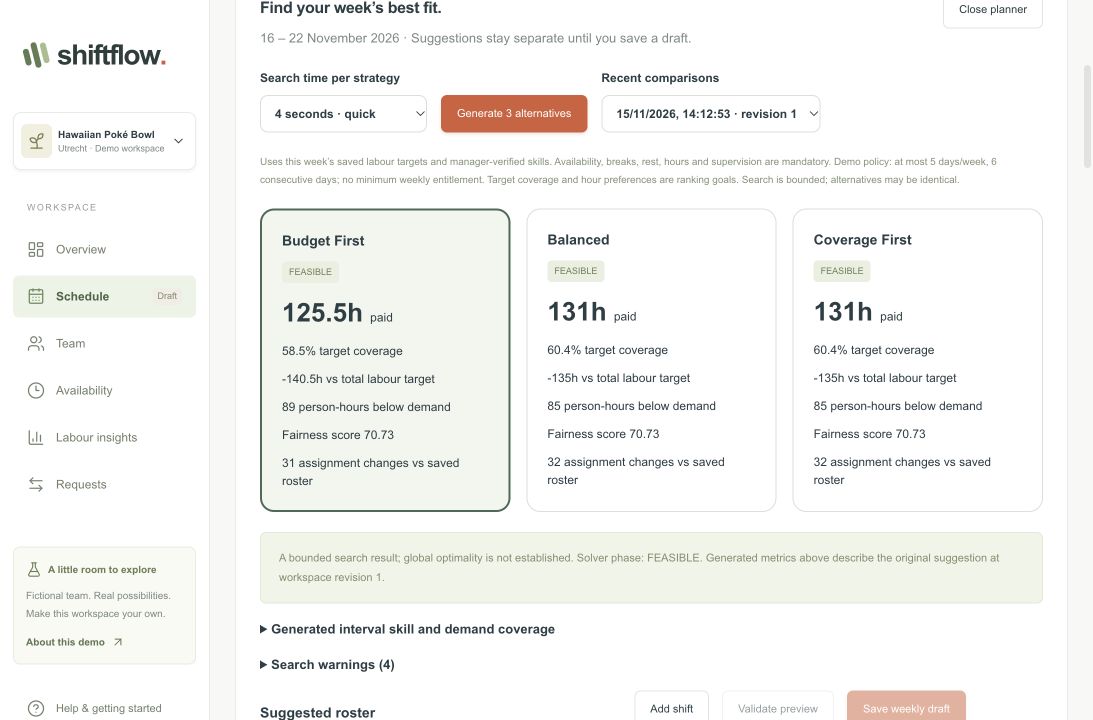 shiftflow.
Hawaiian Poké Bowl
Utrecht · Demo workspace
WORKSPACE
Overview
Schedule
Draft
Team
Availability
Labour insights
Requests
A little room to explore
Fictional team. Real possibilities.
Make this workspace your own.
About this demo
Help & getting started
Find your week’s best fit.
Close planner
16 – 22 November 2026 · Suggestions stay separate until you save a draft.
Search time per strategy
Recent comparisons
4 seconds · quick
Generate 3 alternatives
15/11/2026, 14:12:53 · revision 1
Uses this week’s saved labour targets and manager-verified skills. Availability, breaks, rest, hours and supervision are mandatory. Demo policy: at most 5 days/week, 6
consecutive days; no minimum weekly entitlement. Target coverage and hour preferences are ranking goals. Search is bounded; alternatives may be identical.
Budget First
FEASIBLE
125.5h paid
58.5% target coverage
-140.5h vs total labour target
89 person-hours below demand
Fairness score 70.73
31 assignment changes vs saved
roster
Balanced
FEASIBLE
131h paid
60.4% target coverage
-135h vs total labour target
85 person-hours below demand
Fairness score 70.73
32 assignment changes vs saved
roster
Coverage First
FEASIBLE
131h paid
60.4% target coverage
-135h vs total labour target
85 person-hours below demand
Fairness score 70.73
32 assignment changes vs saved
roster
A bounded search result; global optimality is not established. Solver phase: FEASIBLE. Generated metrics above describe the original suggestion at
workspace revision 1.
Generated interval skill and demand coverage
Search warnings (4)
Suggested roster
Add shift
Validate preview
Save weekly draft